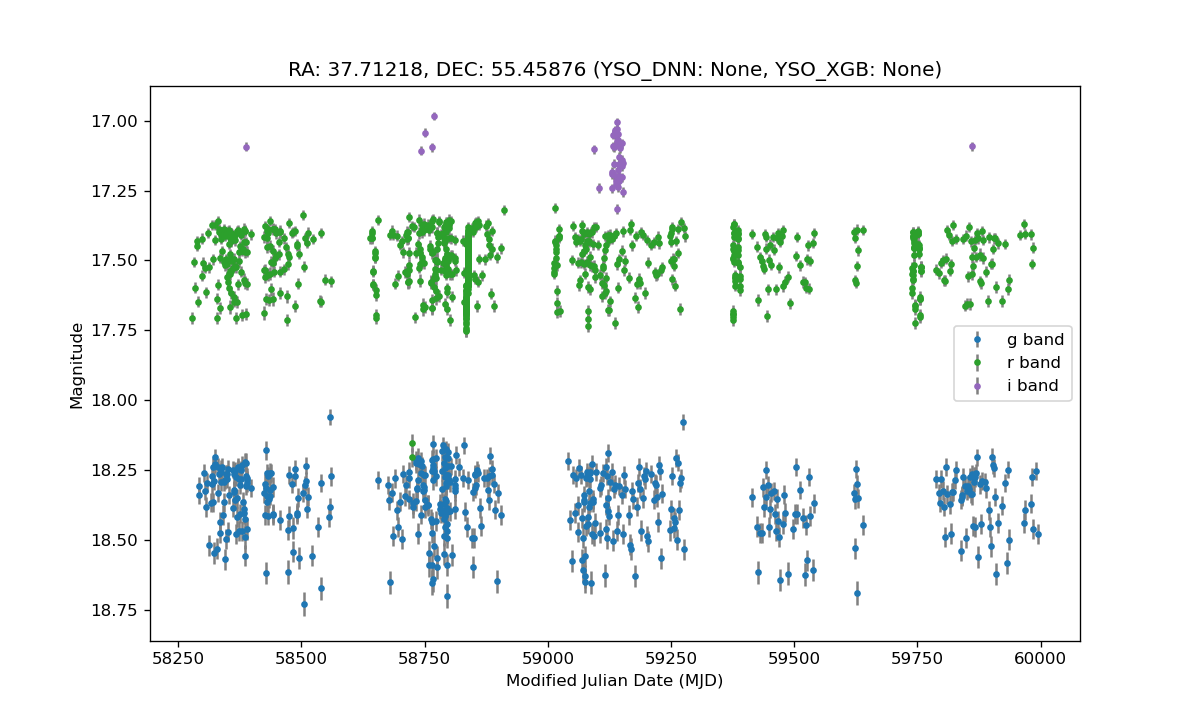 RA: 37.71218, DEC: 55.45876 (YSO_DNN: None, YSO_XGB: None)
17.00
17.25
17.50
17.75
18.00
18.25
18.50
18.75
Magnitude
g band
r band
i band
58250 58500 58750 59000 59250 59500 59750 60000
Modified Julian Date (MJD)